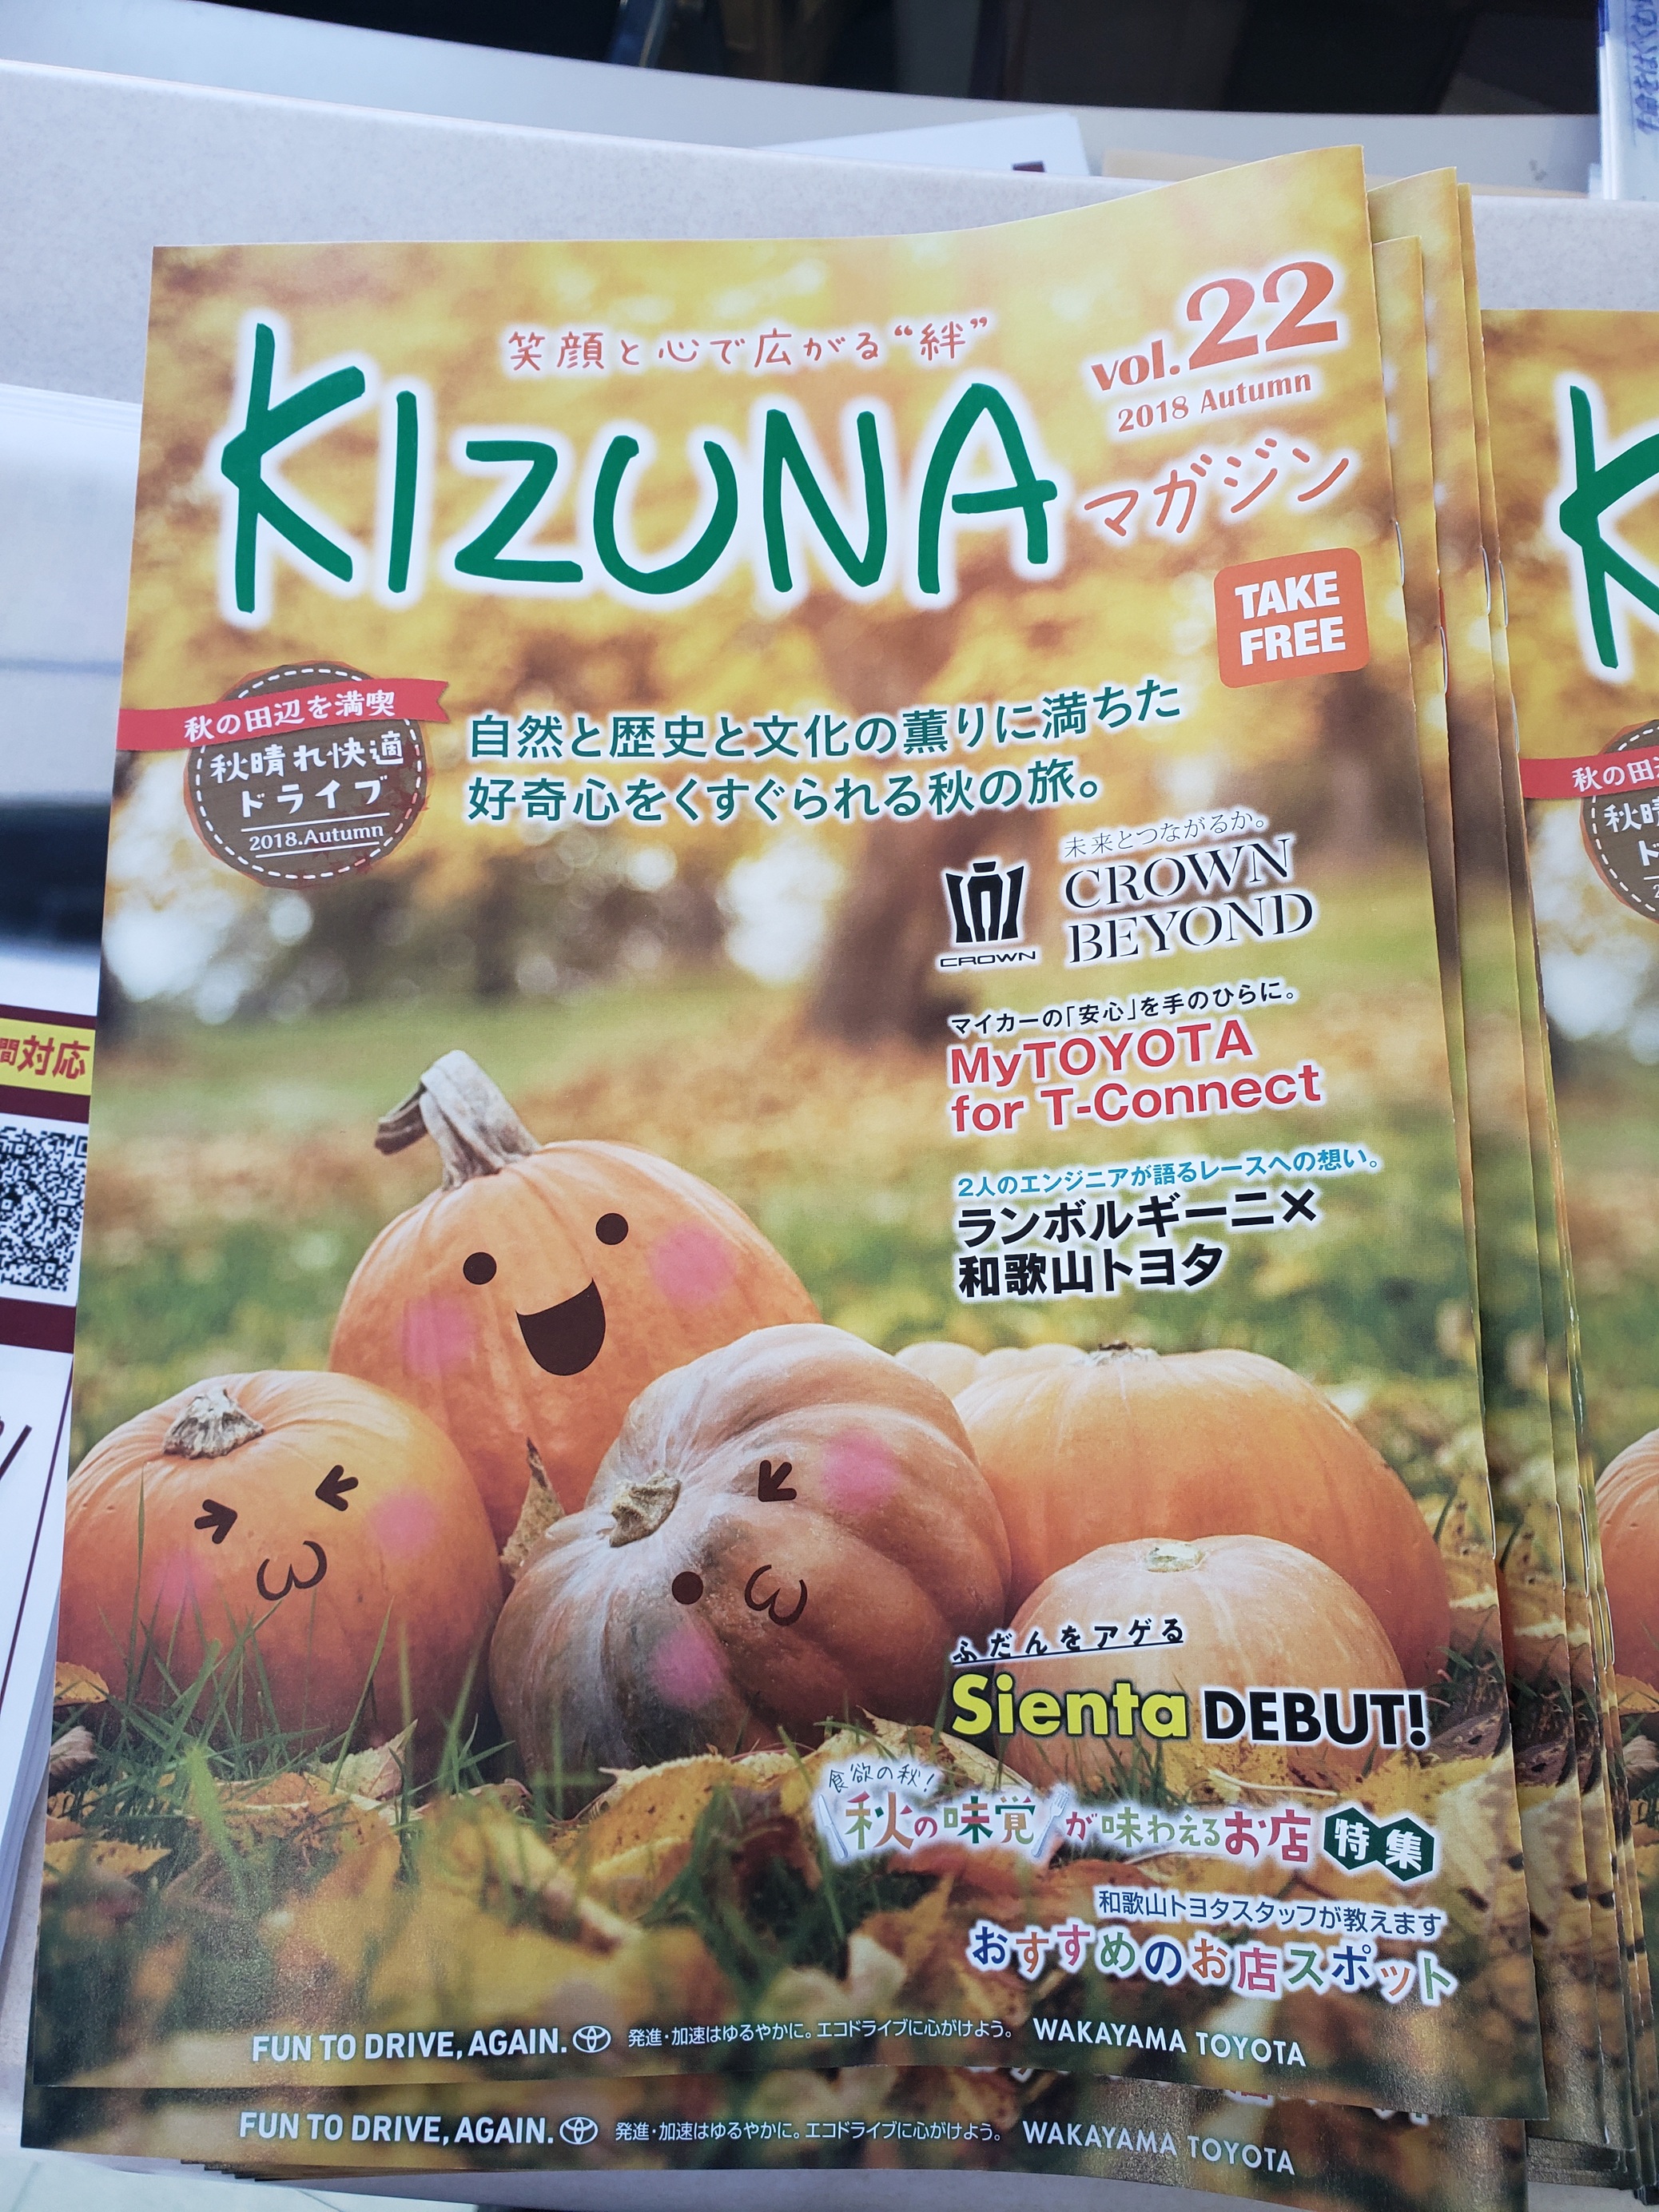 笑顔と心で広がる“絆”
KIZUNA
マガジン
vol.22
2018 Autumn
TAKE
FREE
秋の田辺を満喫
秋晴れ快適
ドライブ
2018.Autumn
自然と歴史と文化の薫りに満ちた
好奇心をくすぐられる秋の旅。
未来とつながるか。
CROWN
CROWN
BEYOND
マイカーの「安心」を手のひらに。
MyTOYOTA
for T-Connect
2人のエンジニアが語るレースへの想い。
ランボルギーニ×
和歌山トヨタ
ふだんをアゲる
Sienta DEBUT!
食欲の秋!
秋の味覚が味わえるお店 特集
和歌山トヨタスタッフが教えます
おすすめのお店スポット
FUN TO DRIVE, AGAIN. 発進・加速はゆるやかに。エコドライブに心がけよう。 WAKAYAMA TOYOTA
FUN TO DRIVE, AGAIN. 発進・加速はゆるやかに。エコドライブに心がけよう。 WAKAYAMA TOYOTA
間対応
K
秋の田辺
秋晴
ド